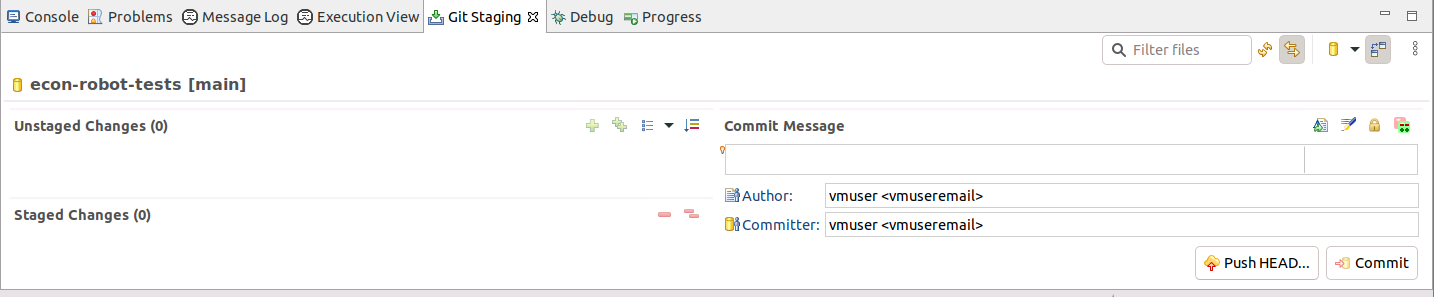 Console Problems Message Log Execution View Git Staging Debug Progress
Filter files
econ-robot-tests [main]
Unstaged Changes (0)
Commit Message
Author: vmuser <vmuseremail>
Staged Changes (0)
Committer: vmuser <vmuseremail>
Push HEAD... Commit